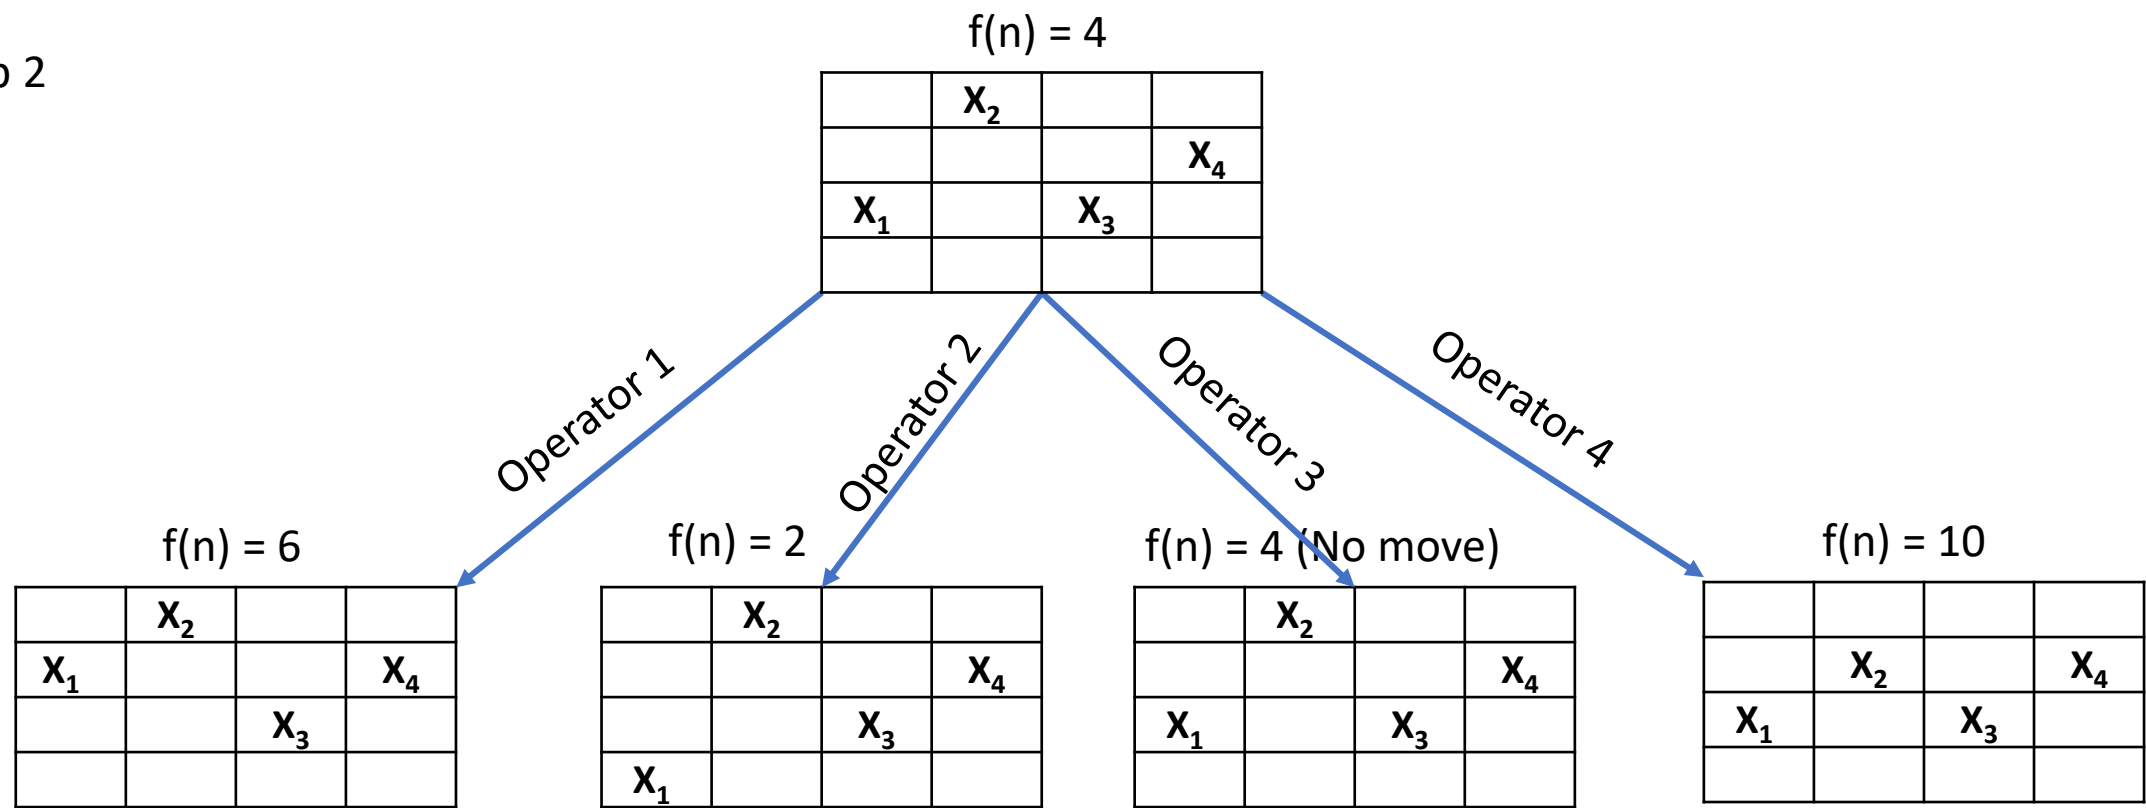 f(n) = 4
2
X₂
X₄
X₁ X₃
Operator 1
Operator 2
Operator 3
Operator 4
f(n) = 6
X₂
X₁ X₄
X₃
f(n) = 2
X₂
X₄
X₃
X₁
f(n) = 4 (No move)
X₂
X₄
X₁ X₃
f(n) = 10
X₂ X₄
X₁ X₃